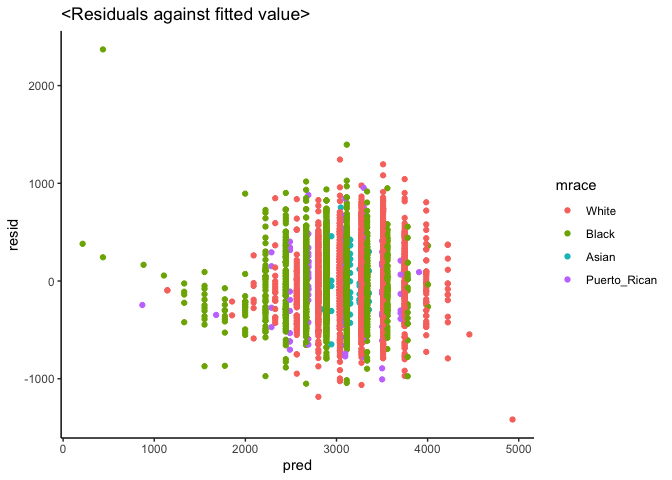 <Residuals against fitted value>
2000
1000
0
-1000
resid
0
1000
2000
3000
4000
5000
pred
mrace
White
Black
Asian
Puerto_Rican